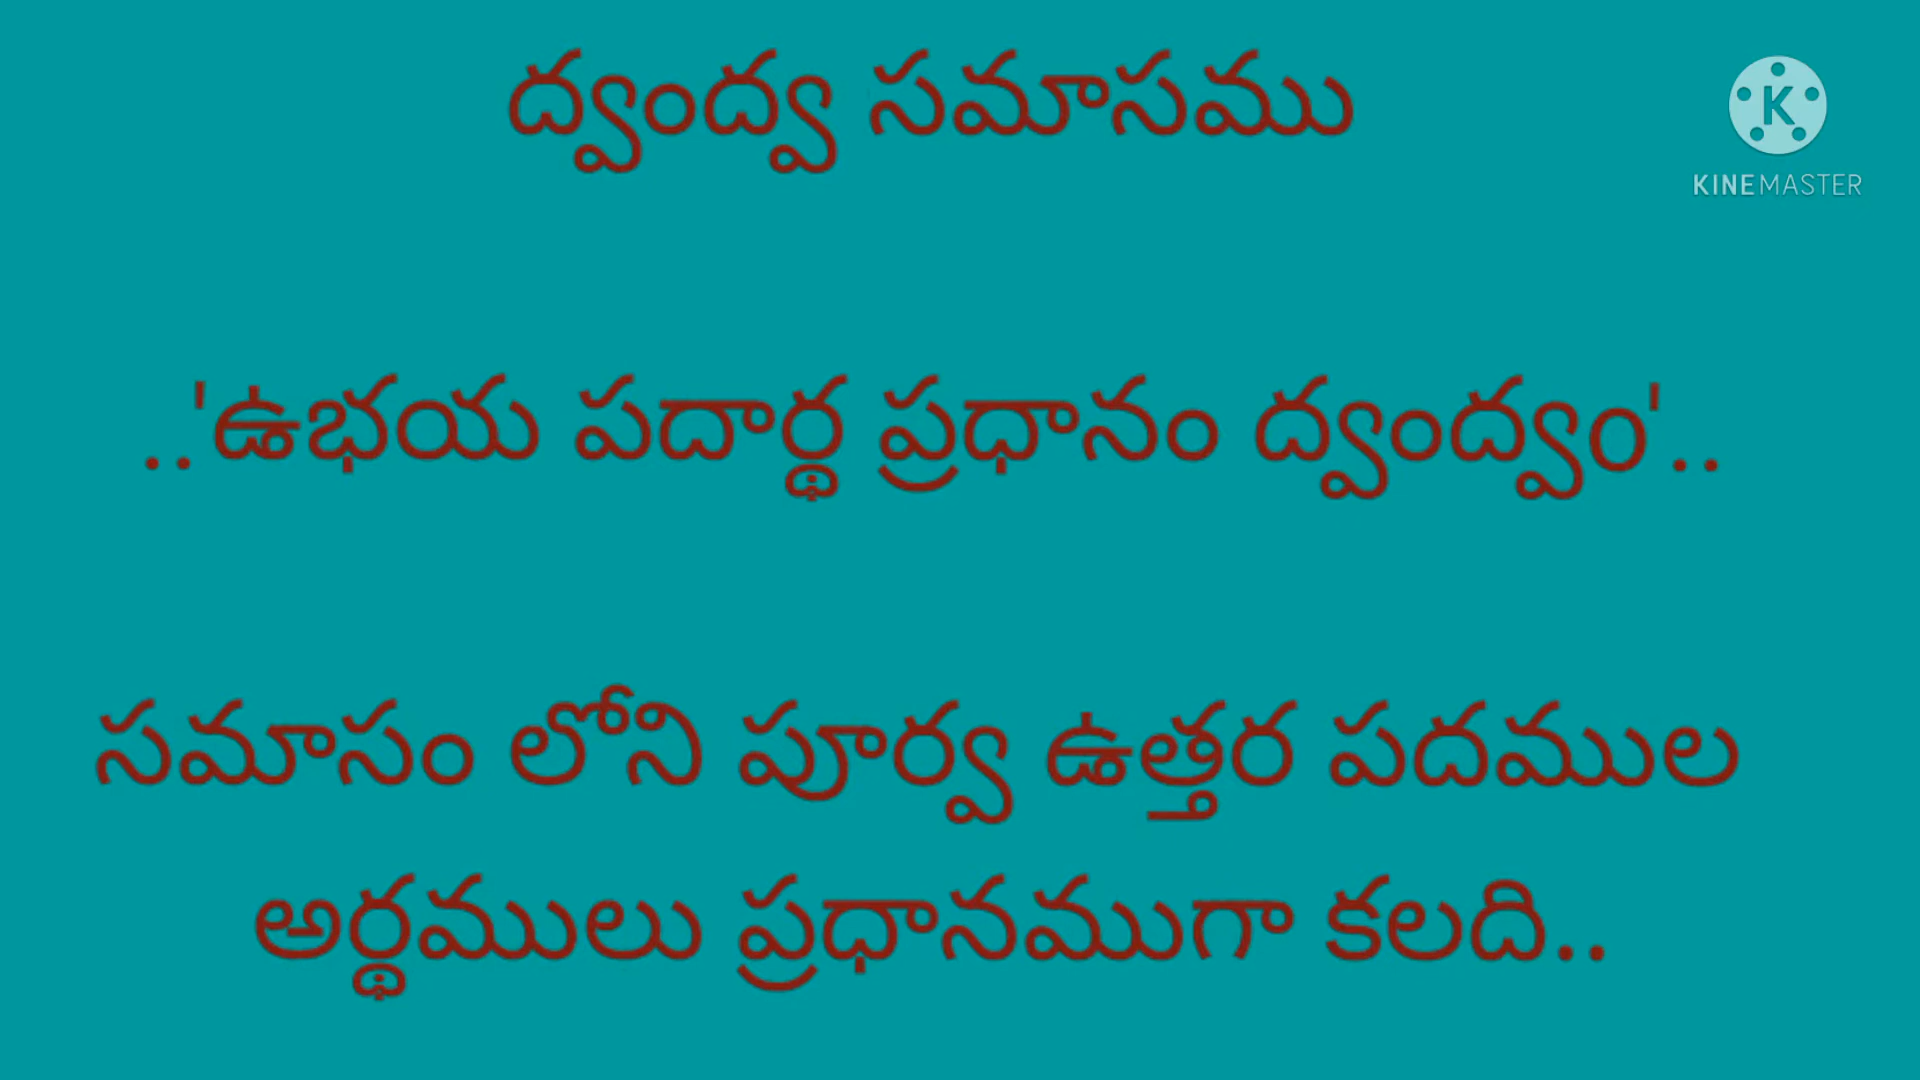 ద్వంద్వ సమాసము
K
KINEMASTER
..'ఉభయ పదార్థ ప్రధానం ద్వంద్వం'..
సమాసం లోని పూర్వ ఉత్తర పదముల
అర్థములు ప్రధానముగా కలది..